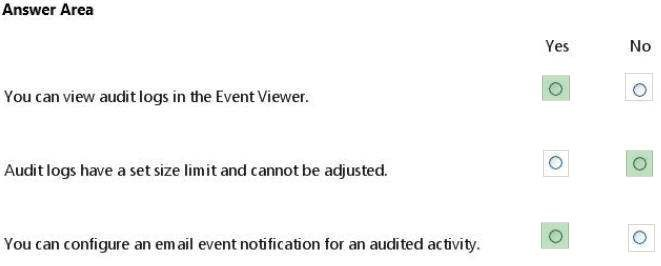 Answer Area
Yes No
You can view audit logs in the Event Viewer.
Audit logs have a set size limit and cannot be adjusted.
You can configure an email event notification for an audited activity.